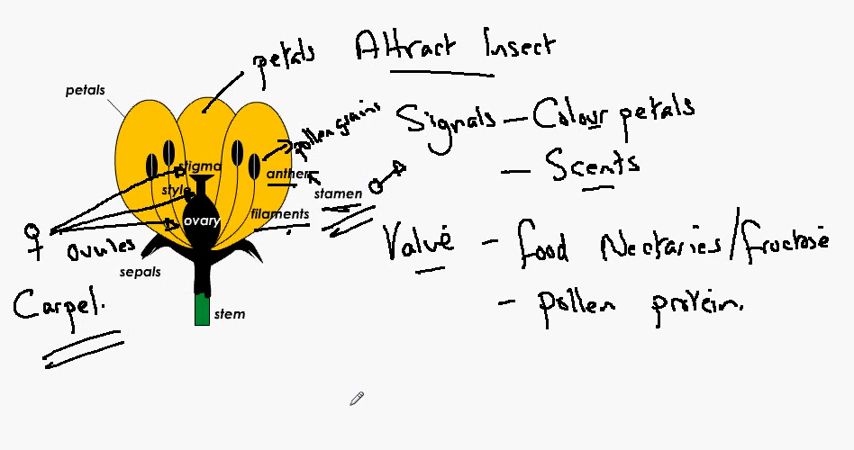 petals Attract Insect
petals
Signals - Colour petals
pollen grains
- Scents
stigma
anther
style
stamen
ovary
filaments
Value - food Nectaries/fructose
♀ ovules
sepals
- pollen protein.
Carpel.
stem